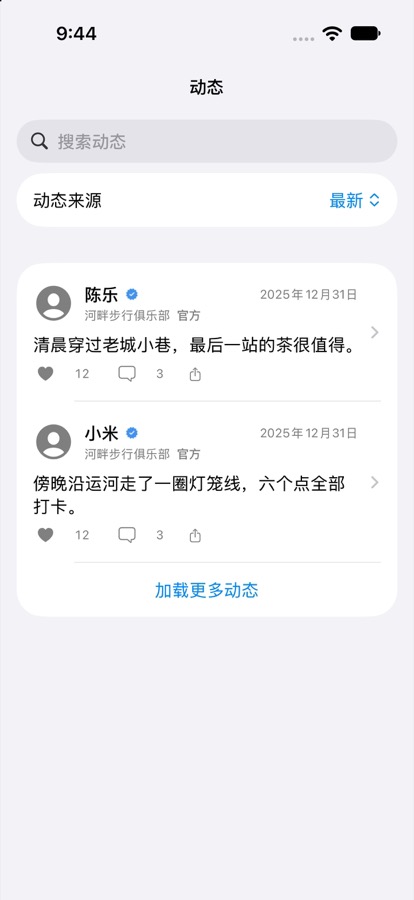 9:44
动态
搜索动态
动态来源 最新
陈乐 2025年12月31日
河畔步行俱乐部 官方
清晨穿过老城小巷，最后一站的茶很值得。
12 3
小米 2025年12月31日
河畔步行俱乐部 官方
傍晚沿运河走了一圈灯笼线，六个点全部
打卡。
12 3
加载更多动态